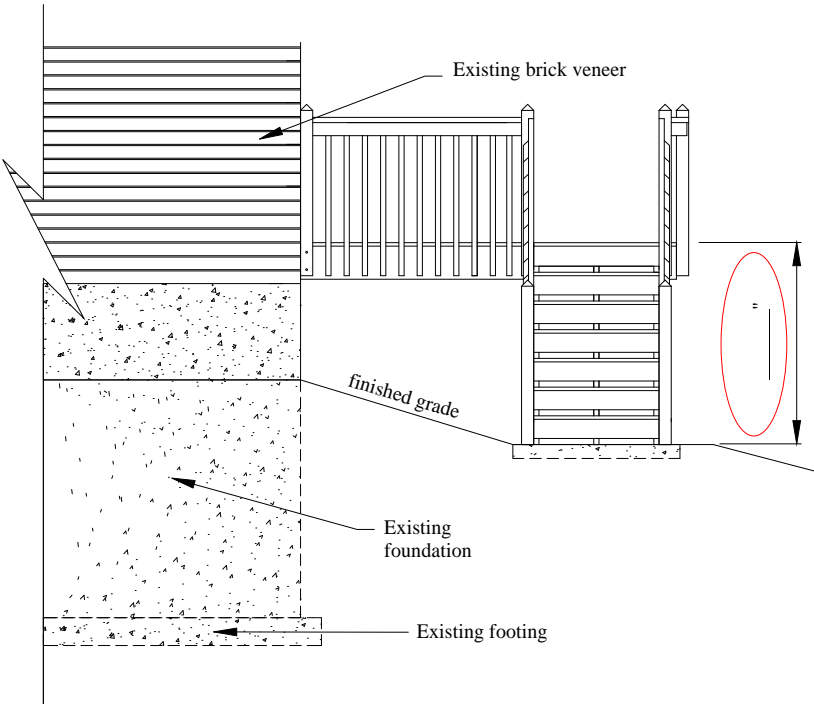 Existing brick veneer
"
finished grade
Existing
foundation
Existing footing